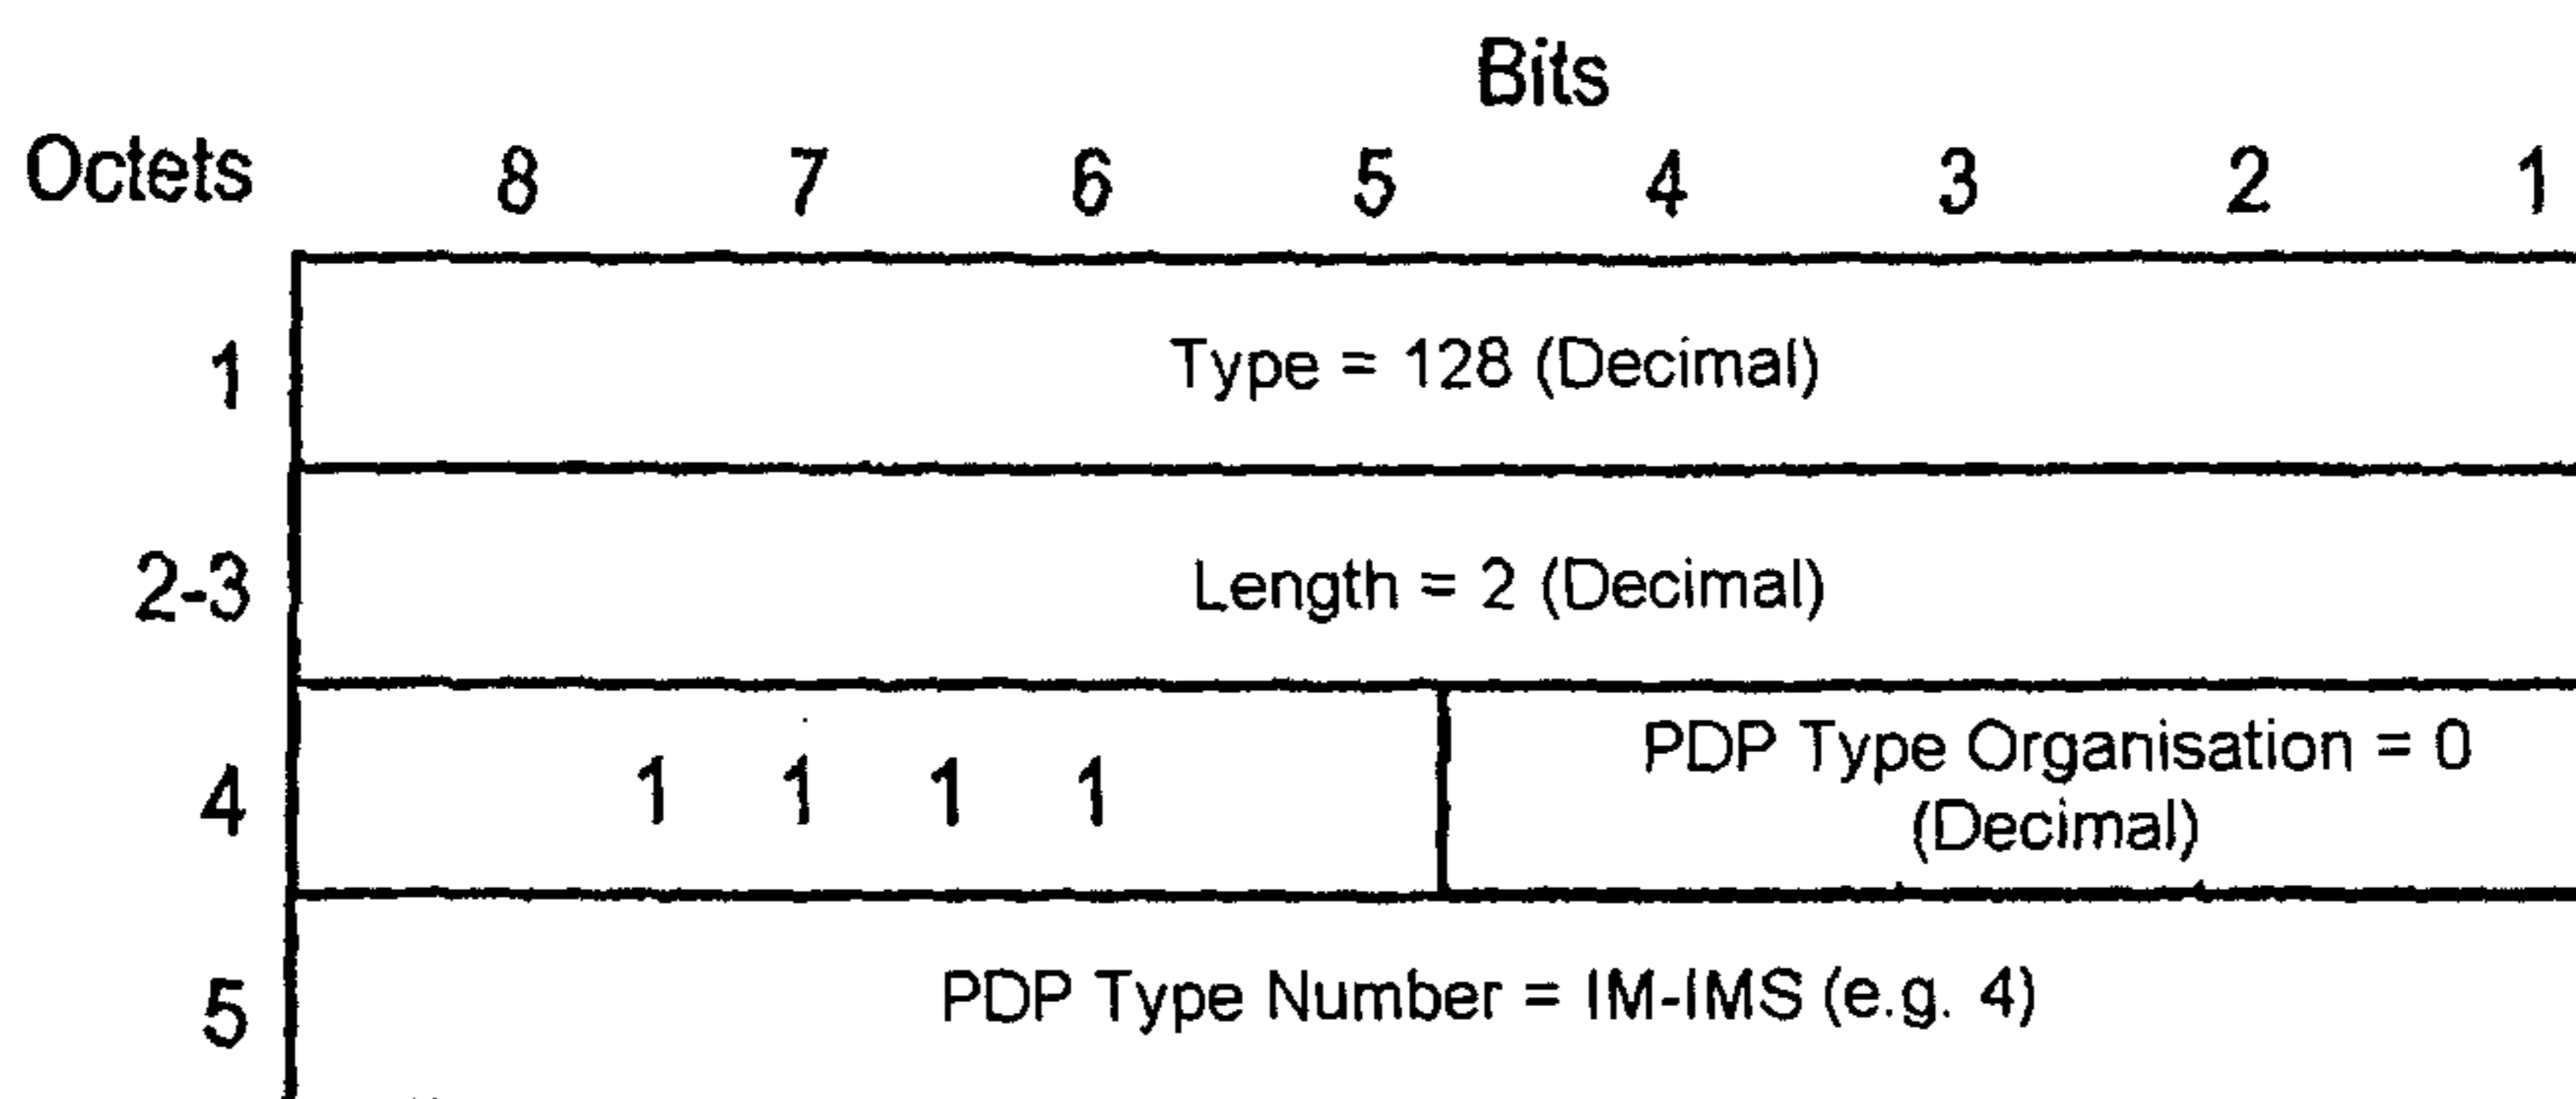 Bits
Octets 8 7 6 5 4 3 2 1
1 Type = 128 (Decimal)
2-3 Length = 2 (Decimal)
4 1 1 1 1 PDP Type Organisation = 0
(Decimal)
5 PDP Type Number = IM-IMS (e.g. 4)